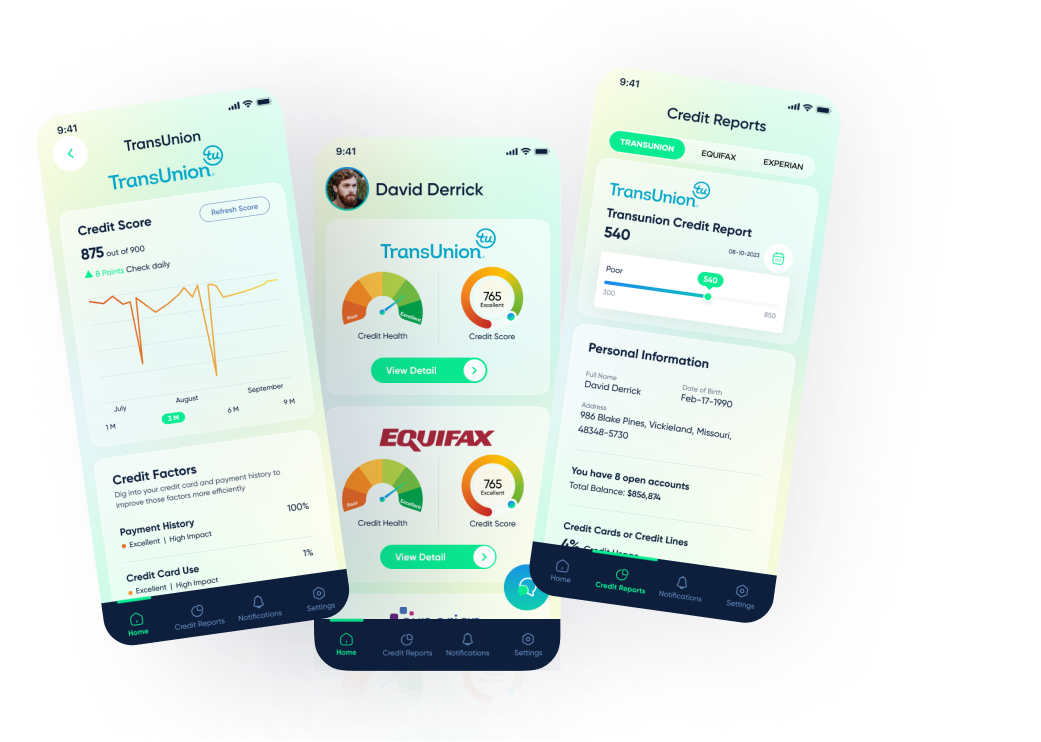 9:41
TransUnion
TransUnion
tu
Credit Score
Refresh Score
875 out of 900
8 Points Check daily
July
August
September
1 M
3 M
6 M
9 M
Credit Factors
Dig into your credit card and payment history to
improve those factors more efficiently
Payment History
100%
Excellent | High Impact
Credit Card Use
1%
Excellent | High Impact
Home
Credit Reports
Notifications
Settings
9:41
David Derrick
TransUnion
tu
Poor
Excellent
Credit Health
765
Excellent
Credit Score
View Detail
EQUIFAX
Poor
Excellent
Credit Health
765
Excellent
Credit Score
View Detail
Home
Credit Reports
Notifications
Settings
9:41
Credit Reports
TRANSUNION
EQUIFAX
EXPERIAN
TransUnion
tu
Transunion Credit Report
540
08-10-2023
Poor
540
300
850
Personal Information
Full Name
David Derrick
Date of Birth
Feb-17-1990
Address
986 Blake Pines, Vickieland, Missouri,
48348-5730
You have 8 open accounts
Total Balance: $856,874
Credit Cards or Credit Lines
4% Credit Usage
Home
Credit Reports
Notifications
Settings